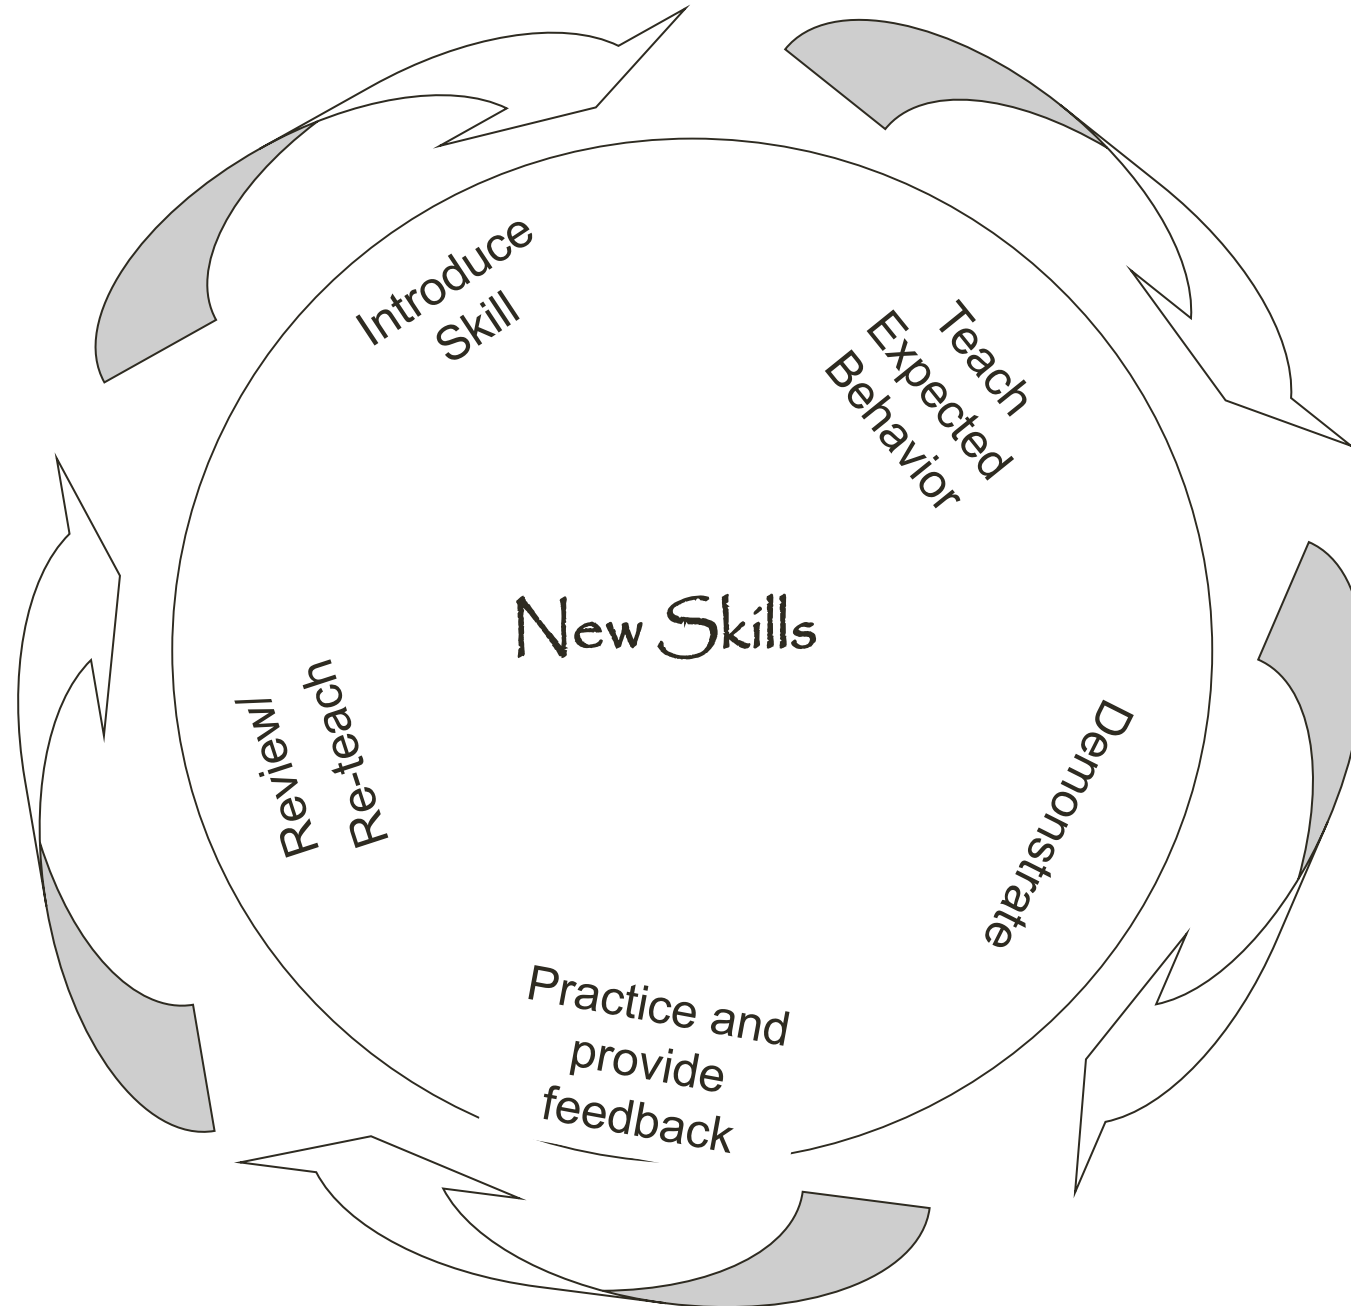 Introduce
Skill
Teach
Expected
Behavior
New Skills
Demonstrate
Practice and
provide
feedback
Review/
Re-teach